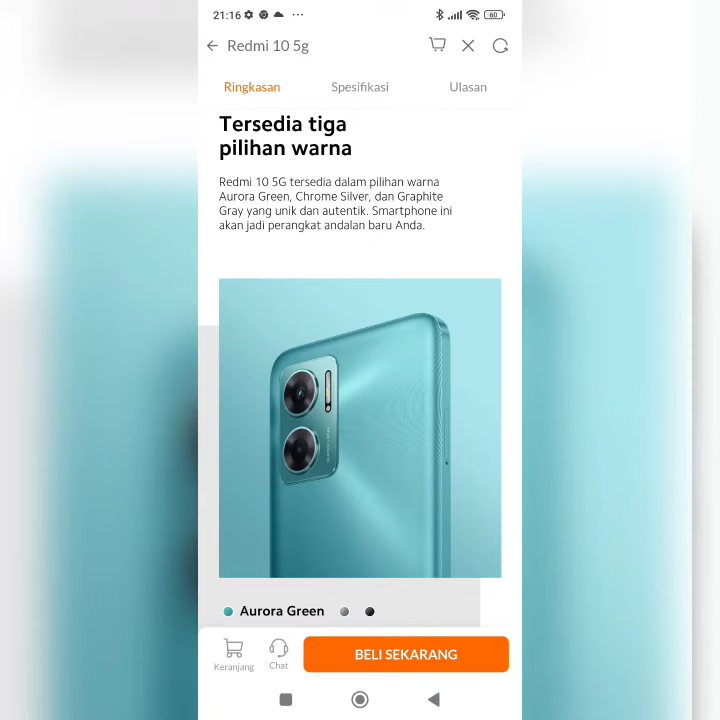 21:16
60
Redmi 10 5g
Ringkasan
Spesifikasi
Ulasan
Tersedia tiga
pilihan warna
Redmi 10 5G tersedia dalam pilihan warna
Aurora Green, Chrome Silver, dan Graphite
Gray yang unik dan autentik. Smartphone ini
akan jadi perangkat andalan baru Anda.
Aurora Green
Keranjang
Chat
BELI SEKARANG